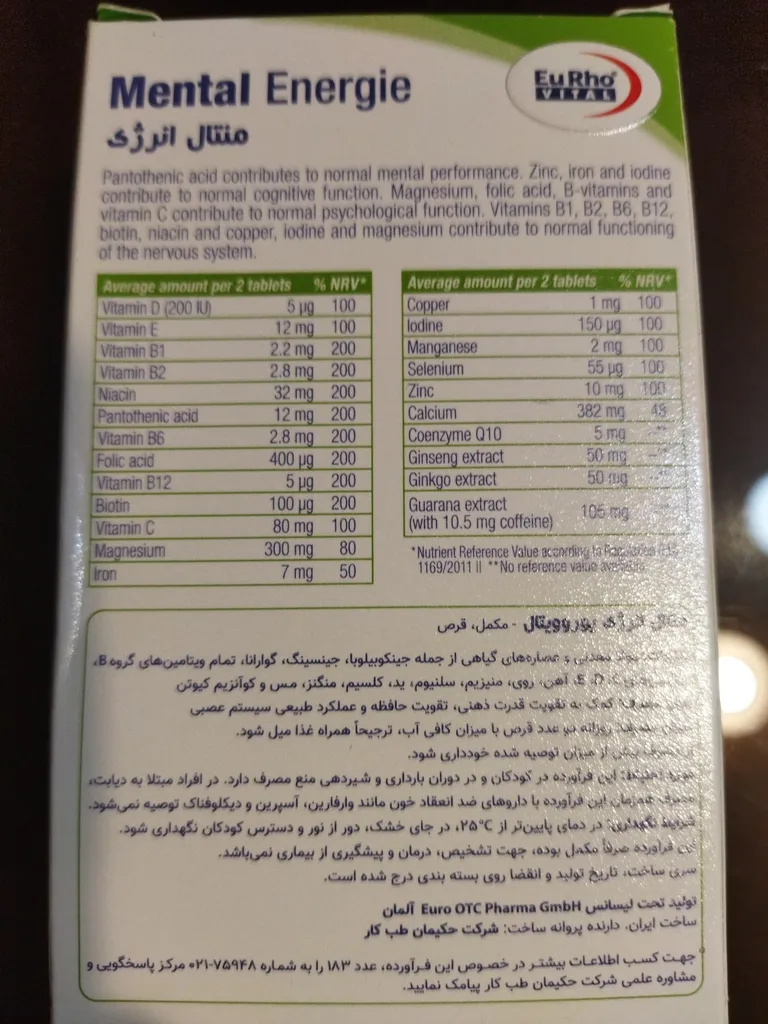 Mental Energie
EuRho®
VITAL
منتال انرژی
Pantothenic acid contributes to normal mental performance. Zinc, iron and iodine
contribute to normal cognitive function. Magnesium, folic acid, B-vitamins and
vitamin C contribute to normal psychological function. Vitamins B1, B2, B6, B12,
biotin, niacin and copper, iodine and magnesium contribute to normal functioning
of the nervous system.
Average amount per 2 tablets % NRV*
Vitamin D (200 IU) 5 µg 100
Vitamin E 12 mg 100
Vitamin B1 2.2 mg 200
Vitamin B2 2.8 mg 200
Niacin 32 mg 200
Pantothenic acid 12 mg 200
Vitamin B6 2.8 mg 200
Folic acid 400 µg 200
Vitamin B12 5 µg 200
Biotin 100 µg 200
Vitamin C 80 mg 100
Magnesium 300 mg 80
Iron 7 mg 50
Average amount per 2 tablets % NRV*
Copper 1 mg 100
Iodine 150 µg 100
Manganese 2 mg 100
Selenium 55 µg 100
Zinc 10 mg 100
Calcium 382 mg 48
Coenzyme Q10 5 mg –**
Ginseng extract 50 mg –**
Ginkgo extract 50 mg –**
Guarana extract
(with 10.5 mg coffeine) 105 mg
*Nutrient Reference Value according to
1169/2011 II **No reference value
منتال انرژی یوروویتال - مکمل، قرص
معدنی و عصاره‌های گیاهی از جمله جینکوبیلوبا، جینسینگ، گوارانا، تمام ویتامین‌های گروه B،
C، D، E، آهن، روی، منیزیم، سلنیوم، ید، کلسیم، منگنز، مس و کوآنزیم کیوتن
کمک به تقویت قدرت ذهنی، تقویت حافظه و عملکرد طبیعی سیستم عصبی
روزانه دو عدد قرص با میزان کافی آب، ترجیحاً همراه غذا میل شود.
از مصرف بیش از میزان توصیه شده خودداری شود.
این فرآورده در کودکان و در دوران بارداری و شیردهی منع مصرف دارد. در افراد مبتلا به دیابت،
مصرف همزمان این فرآورده با داروهای ضد انعقاد خون مانند وارفارین، آسپرین و دیکلوفناک توصیه نمی‌شود.
شرایط نگهداری: در دمای پایین‌تر از ۲۵°C، در جای خشک، دور از نور و دسترس کودکان نگهداری شود.
این فرآورده صرفاً مکمل بوده، جهت تشخیص، درمان و پیشگیری از بیماری نمی‌باشد.
سری ساخت، تاریخ تولید و انقضا روی بسته بندی درج شده است.
تولید تحت لیسانس Euro OTC Pharma GmbH آلمان
ساخت ایران. دارنده پروانه ساخت: شرکت حکیمان طب کار
جهت کسب اطلاعات بیشتر در خصوص این فرآورده، عدد ۱۸۳ را به شماره ۷۵۹۴۸-۰۲۱ مرکز پاسخگویی و
مشاوره علمی شرکت حکیمان طب کار پیامک نمایید.